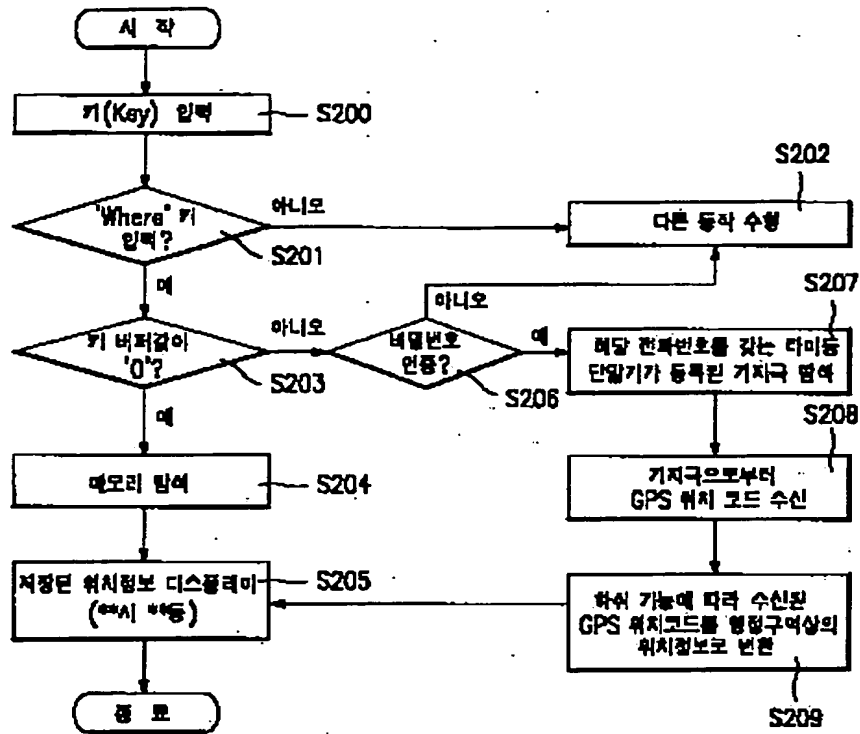 시 작
키(Key) 입력
S200
"Where" 키
입력?
아니오
S201
S202
다른 동작 수행
예
키 버퍼값이
'0'?
아니오
S203
비밀번호
인증?
아니오
예
S206
S207
해당 전화번호를 갖는 타이동
단말기가 등록된 기지국 탐색
예
메모리 탐색
S204
S208
기지국으로부터
GPS 위치 코드 수신
저장된 위치정보 디스플레이
(**시 **동)
S205
해쉬 기능에 따라 수신된
GPS 위치코드를 행정구역상의
위치정보로 변환
S209
종 료